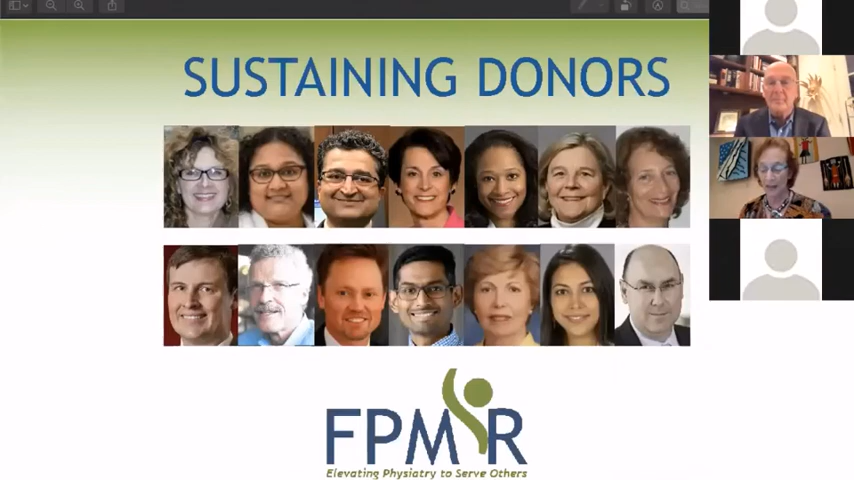 SUSTAINING DONORS
FPMR
Elevating Physiatry to Serve Others